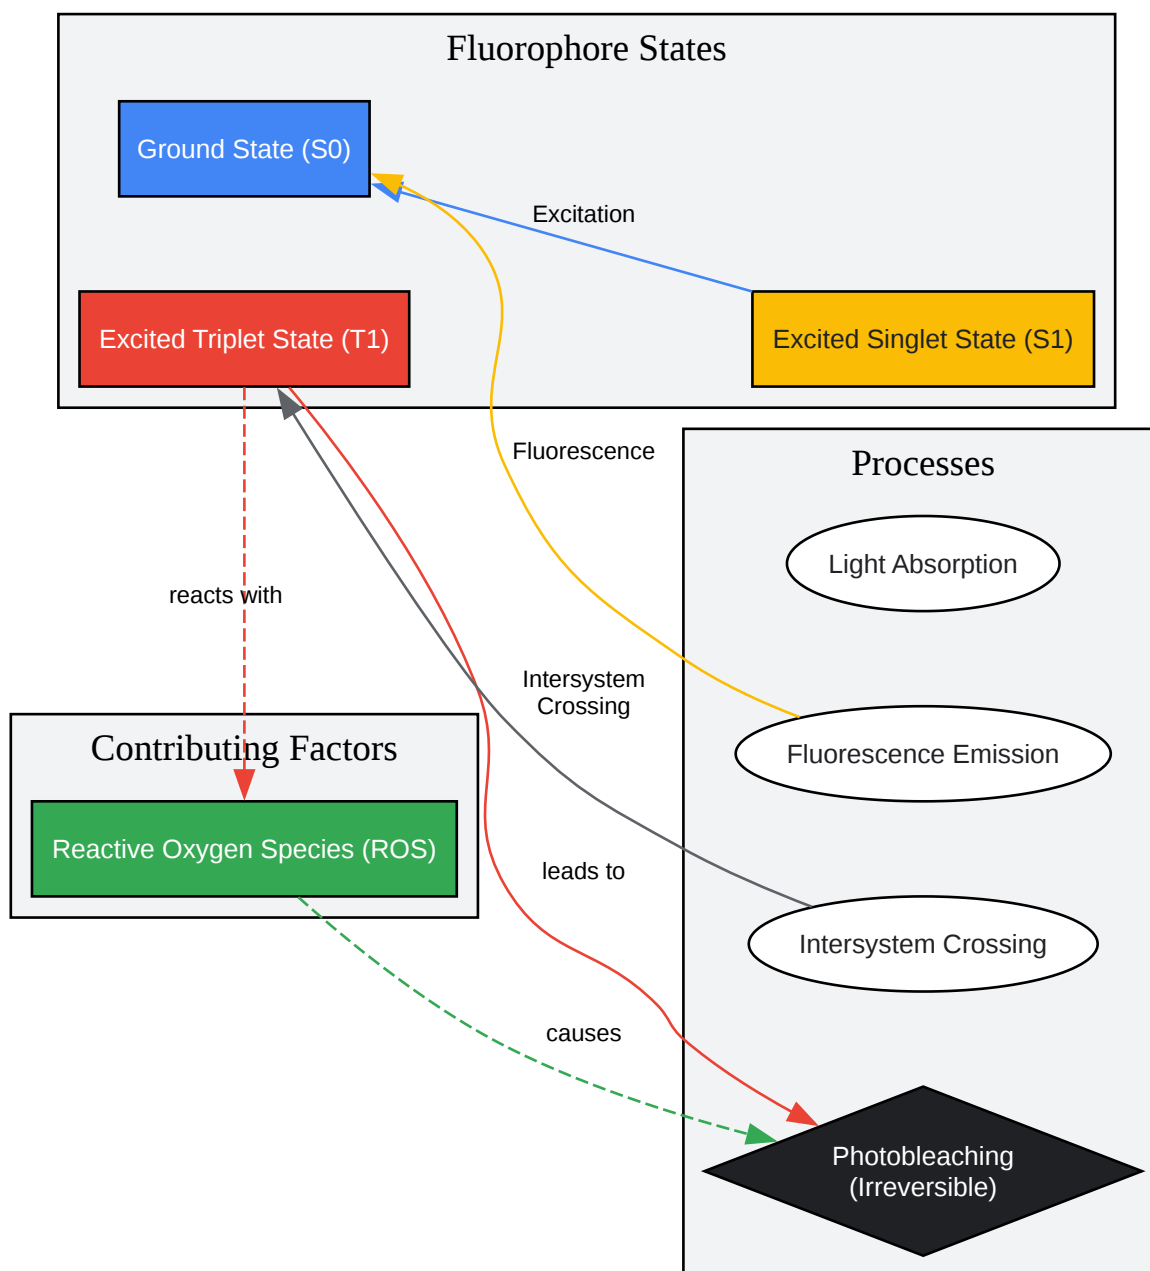 Fluorophore States
Ground State (S0)
Excitation
Excited Triplet State (T1)
Excited Singlet State (S1)
Fluorescence
Processes
Light Absorption
reacts with
Intersystem
Crossing
Fluorescence Emission
Contributing Factors
Reactive Oxygen Species (ROS)
leads to
Intersystem Crossing
causes
Photobleaching
(Irreversible)